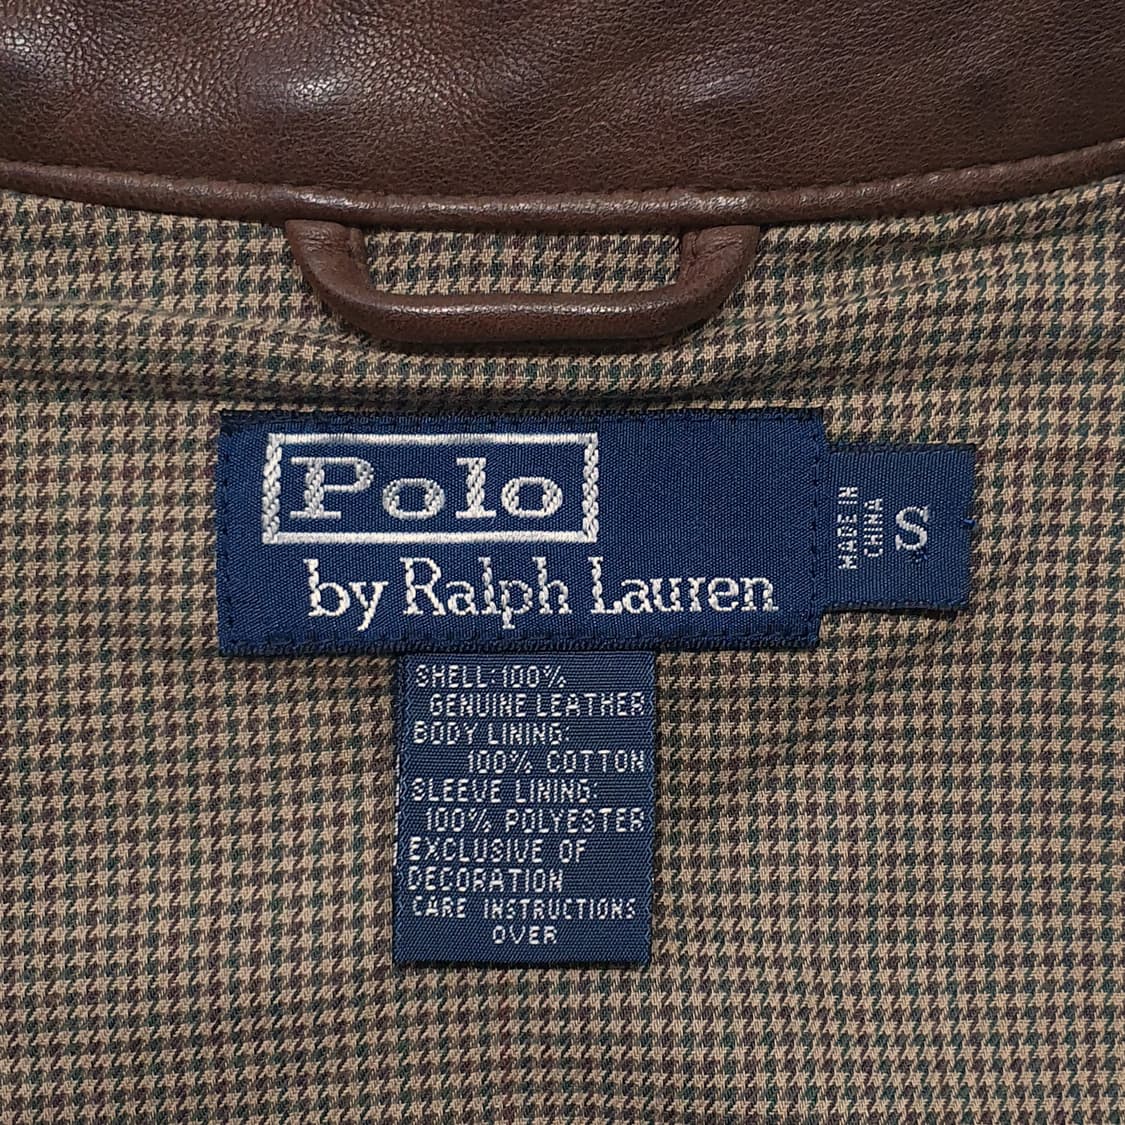 Polo
by Ralph Lauren
MADE IN
CHINA
S
SHELL:100%
GENUINE LEATHER
BODY LINING:
100% COTTON
SLEEVE LINING:
100% POLYESTER
EXCLUSIVE OF
DECORATION
CARE INSTRUCTIONS
OVER